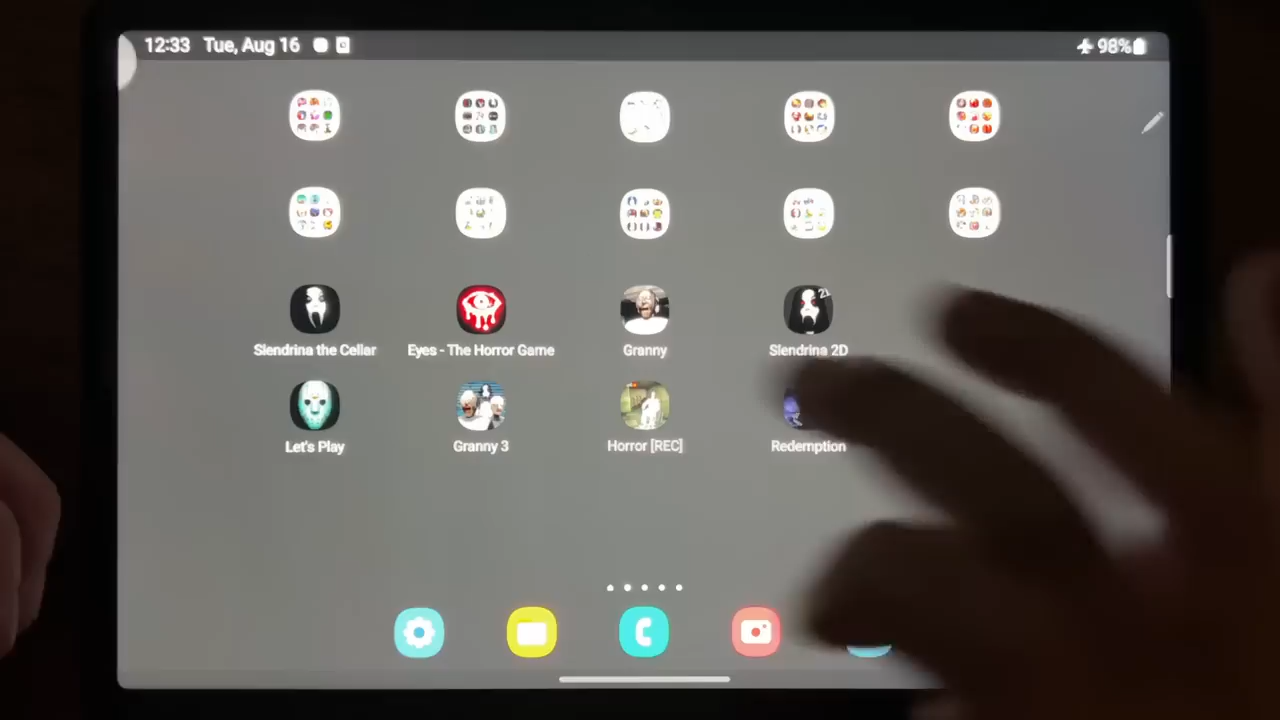 12:33 Tue, Aug 16 98%
Slendrina the Cellar Eyes - The Horror Game Granny Slendrina 2D
Let's Play Granny 3 Horror [REC] Redemption